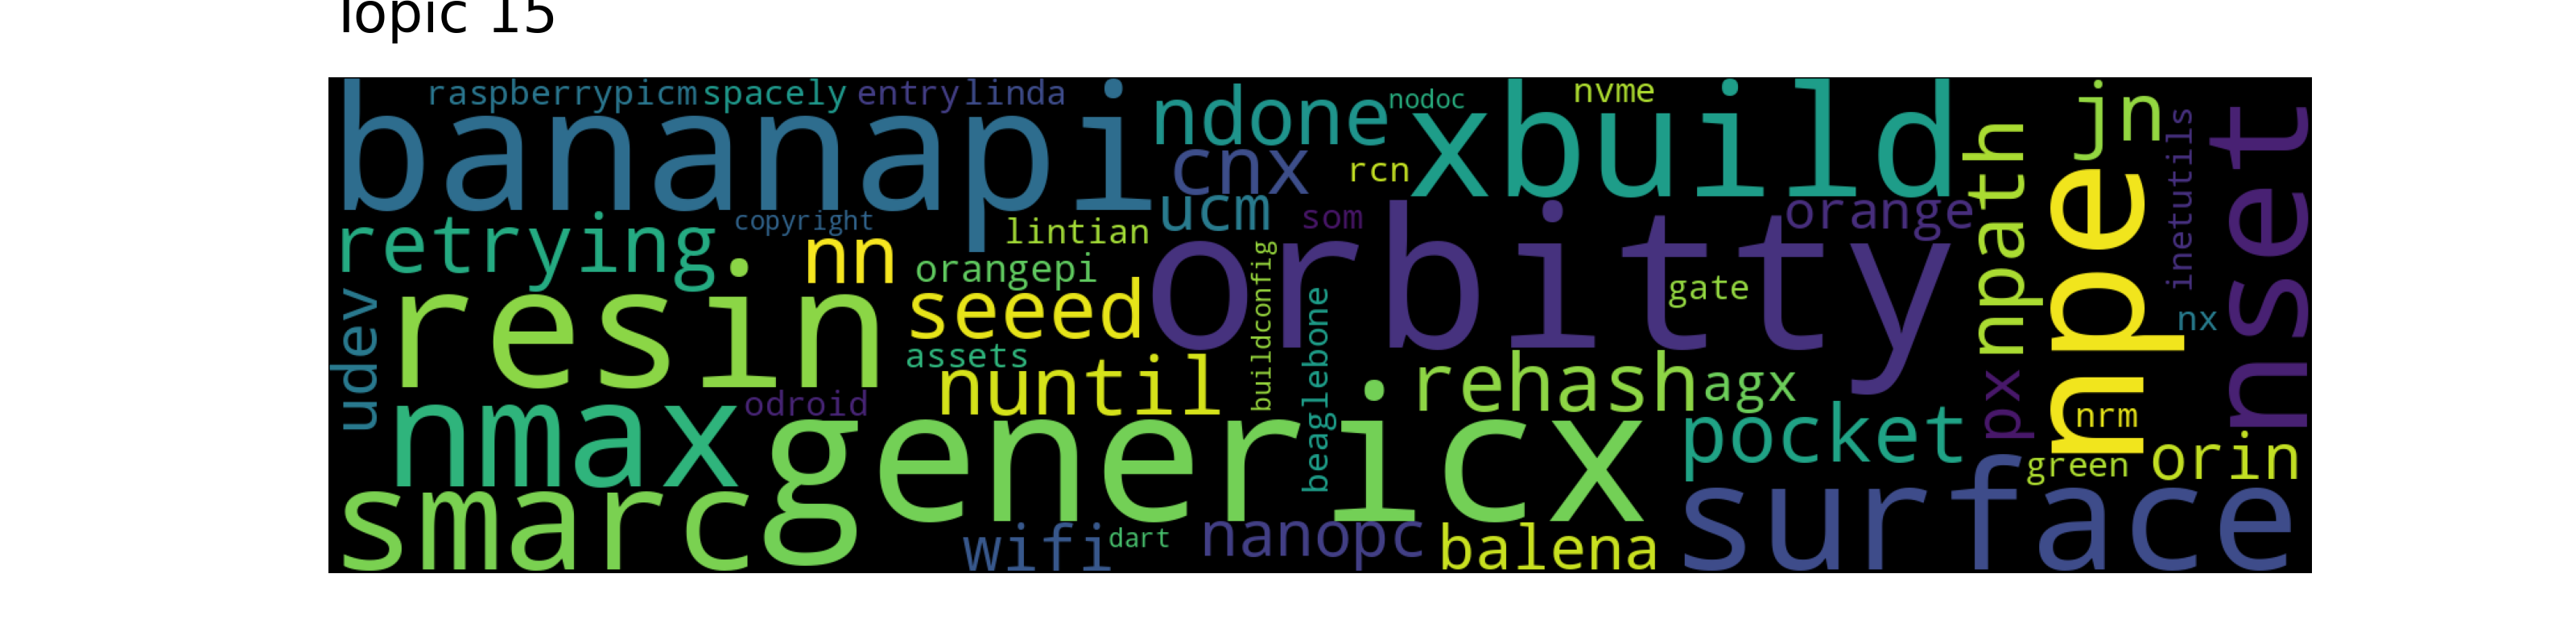 Topic 15
raspberrypicm spacely entry linda
bananapi
ndone nodoc
xbuild
nvme
cnx rcn
ucm som
orange
jn
npath
npe
inetutils
nset
retrying
copyright
nn
lintian
orangepi
seeed
orbitty
gate
nx
udev
resin
assets
nuntil
buildconfig
beaglebone
rehash agx
px
nrm
nmax
odroid
genericx
pocket
green orin
smarc
wifi dart nanopc balena
surface